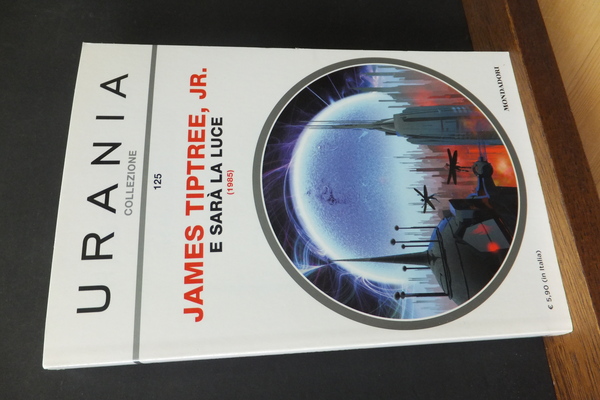 URANIA
COLLEZIONE
125
JAMES TIPTREE, JR.
E SARÀ LA LUCE
(1985)
MONDADORI
€ 5,90 (in Italia)